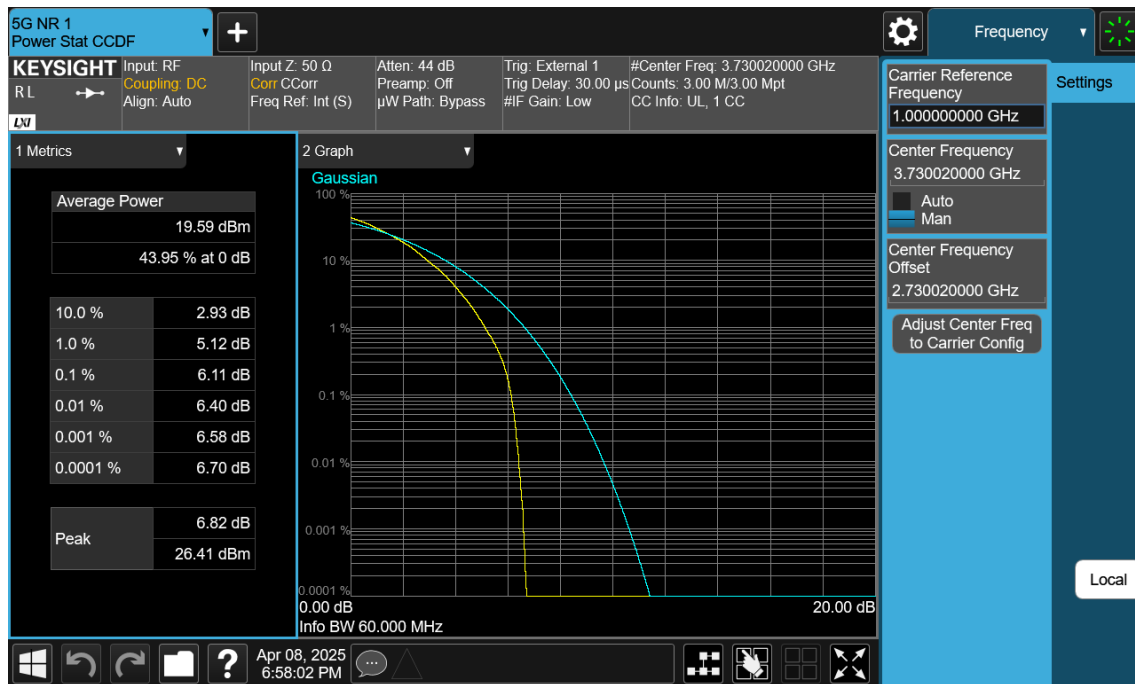 5G NR 1
Power Stat CCDF
Frequency
KEYSIGHT
R L
LXI
Input: RF
Coupling: DC
Align: Auto
Input Z: 50 Ω
Corr CCorr
Freq Ref: Int (S)
Atten: 44 dB
Preamp: Off
µW Path: Bypass
Trig: External 1
Trig Delay: 30.00 µs
#IF Gain: Low
#Center Freq: 3.730020000 GHz
Counts: 3.00 M/3.00 Mpt
CC Info: UL, 1 CC
1 Metrics
Average Power
19.59 dBm
43.95 % at 0 dB
10.0 % 2.93 dB
1.0 % 5.12 dB
0.1 % 6.11 dB
0.01 % 6.40 dB
0.001 % 6.58 dB
0.0001 % 6.70 dB
Peak
6.82 dB
26.41 dBm
2 Graph
Gaussian
100 %
10 %
1 %
0.1 %
0.01 %
0.001 %
0.0001 %
0.00 dB 20.00 dB
Info BW 60.000 MHz
Carrier Reference
Frequency
1.000000000 GHz
Center Frequency
3.730020000 GHz
Auto
Man
Center Frequency
Offset
2.730020000 GHz
Adjust Center Freq
to Carrier Config
Settings
Local
?
Apr 08, 2025
6:58:02 PM